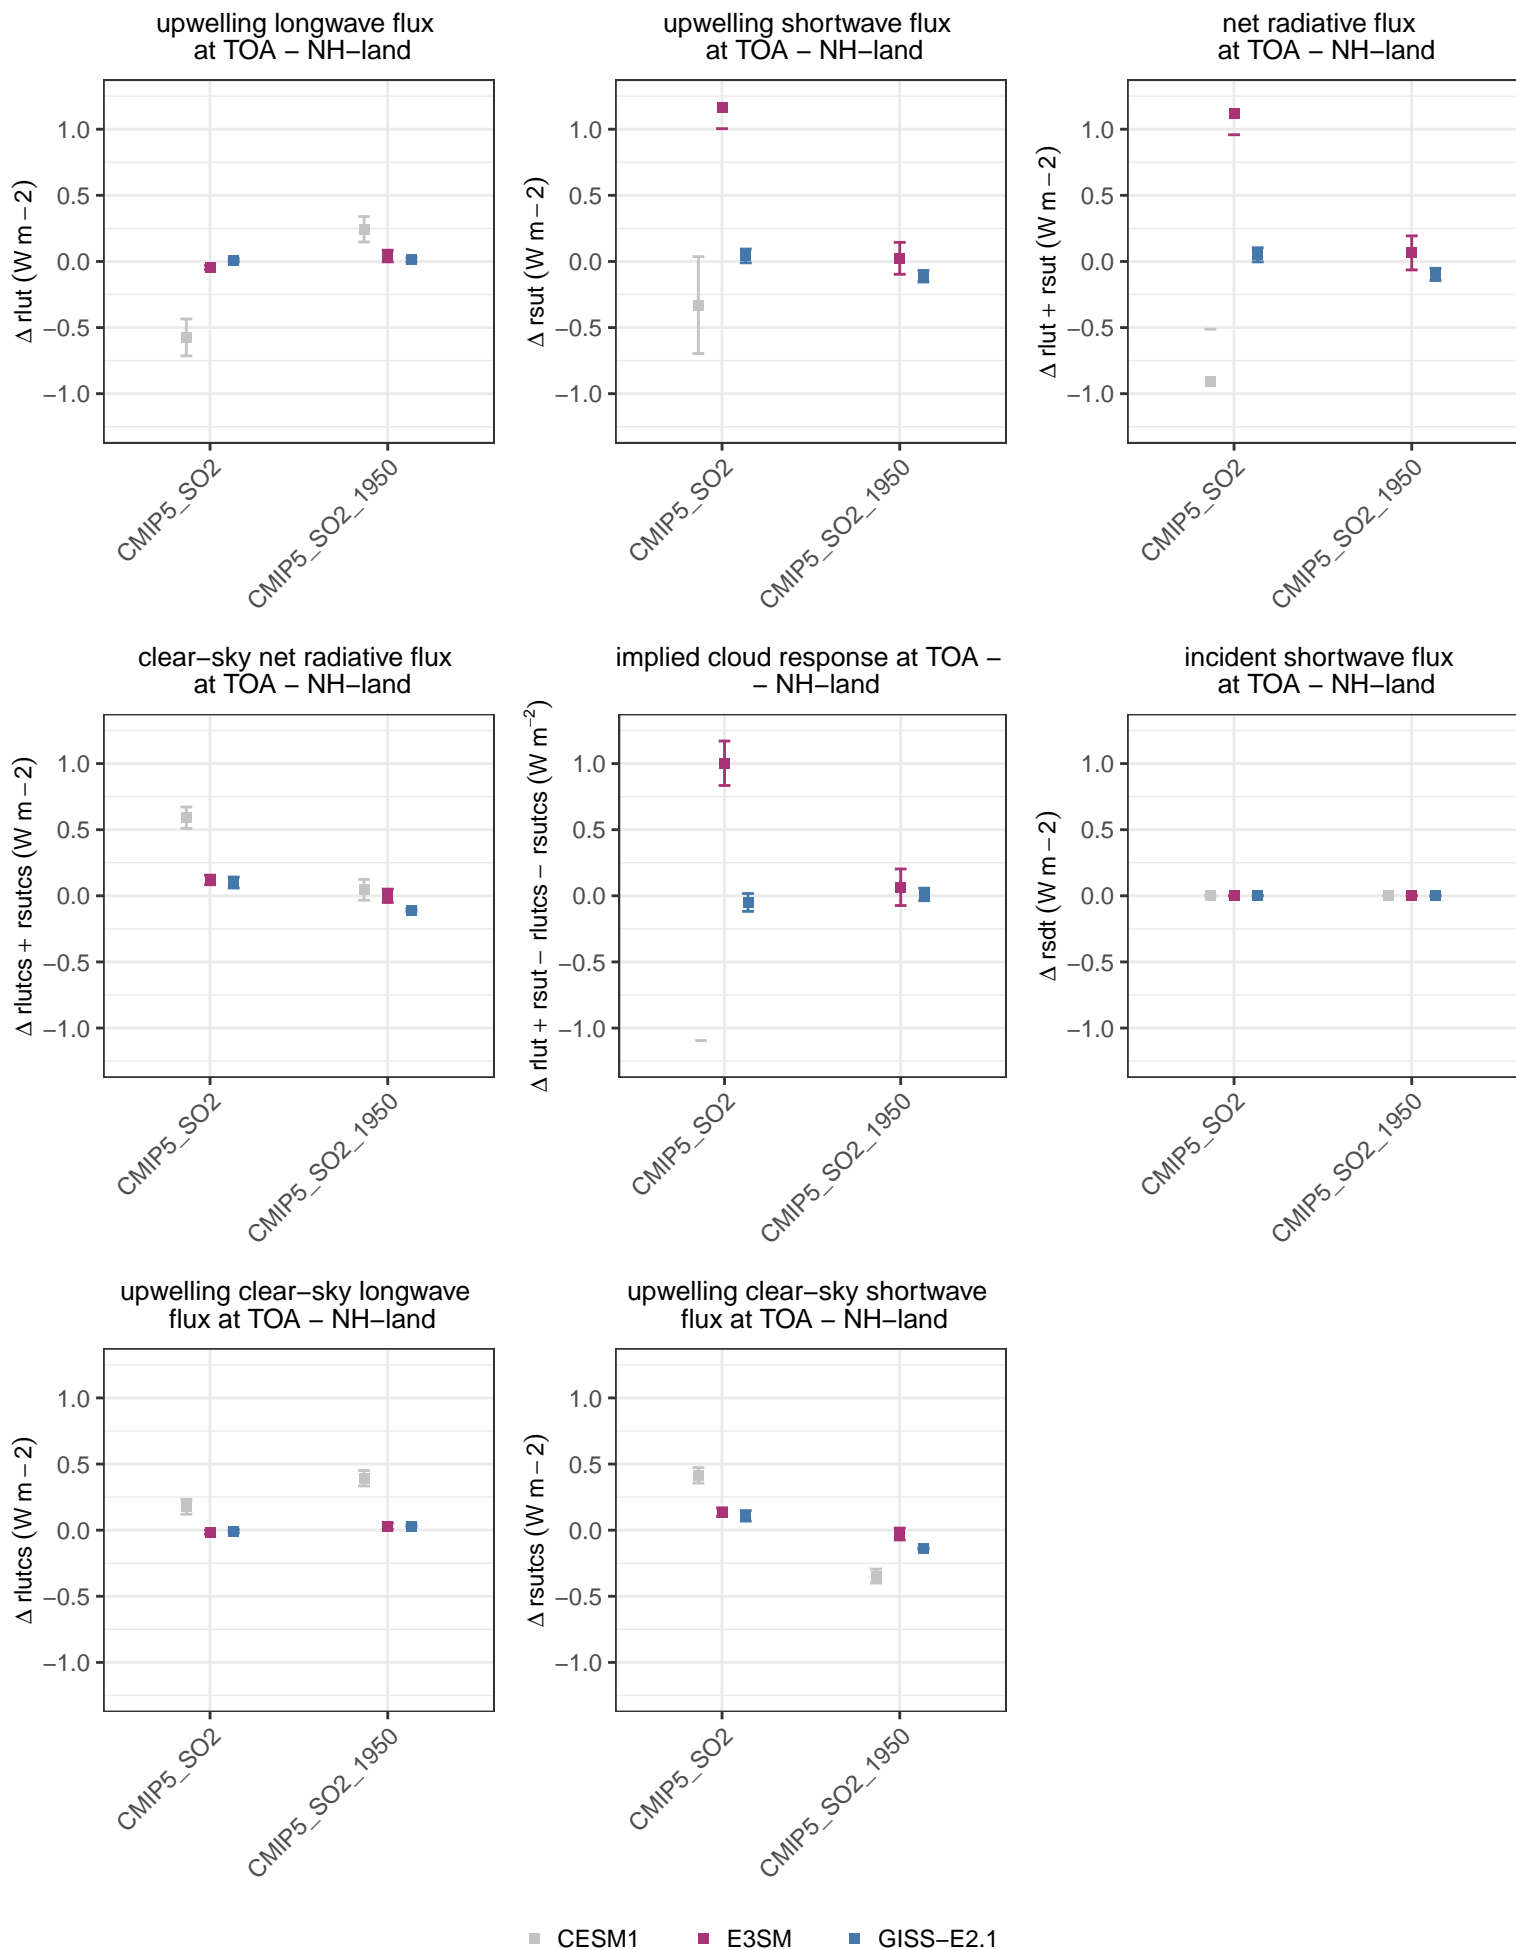 upwelling longwave flux
at TOA − NH−land
Δ rlut (W m − 2)
1.0
0.5
0.0
−0.5
−1.0
CMIP5_SO2
CMIP5_SO2_1950
upwelling shortwave flux
at TOA − NH−land
Δ rsut (W m − 2)
1.0
0.5
0.0
−0.5
−1.0
CMIP5_SO2
CMIP5_SO2_1950
net radiative flux
at TOA − NH−land
Δ rlut + rsut (W m − 2)
1.0
0.5
0.0
−0.5
−1.0
CMIP5_SO2
CMIP5_SO2_1950
clear−sky net radiative flux
at TOA − NH−land
Δ rlutcs + rsutcs (W m − 2)
1.0
0.5
0.0
−0.5
−1.0
CMIP5_SO2
CMIP5_SO2_1950
implied cloud response at TOA −
− NH−land
Δ rlut + rsut − rlutcs − rsutcs (W m⁻²)
1.0
0.5
0.0
−0.5
−1.0
CMIP5_SO2
CMIP5_SO2_1950
incident shortwave flux
at TOA − NH−land
Δ rsdt (W m − 2)
1.0
0.5
0.0
−0.5
−1.0
CMIP5_SO2
CMIP5_SO2_1950
upwelling clear−sky longwave
flux at TOA − NH−land
Δ rlutcs (W m − 2)
1.0
0.5
0.0
−0.5
−1.0
CMIP5_SO2
CMIP5_SO2_1950
upwelling clear−sky shortwave
flux at TOA − NH−land
Δ rsutcs (W m − 2)
1.0
0.5
0.0
−0.5
−1.0
CMIP5_SO2
CMIP5_SO2_1950
CESM1 E3SM GISS−E2.1